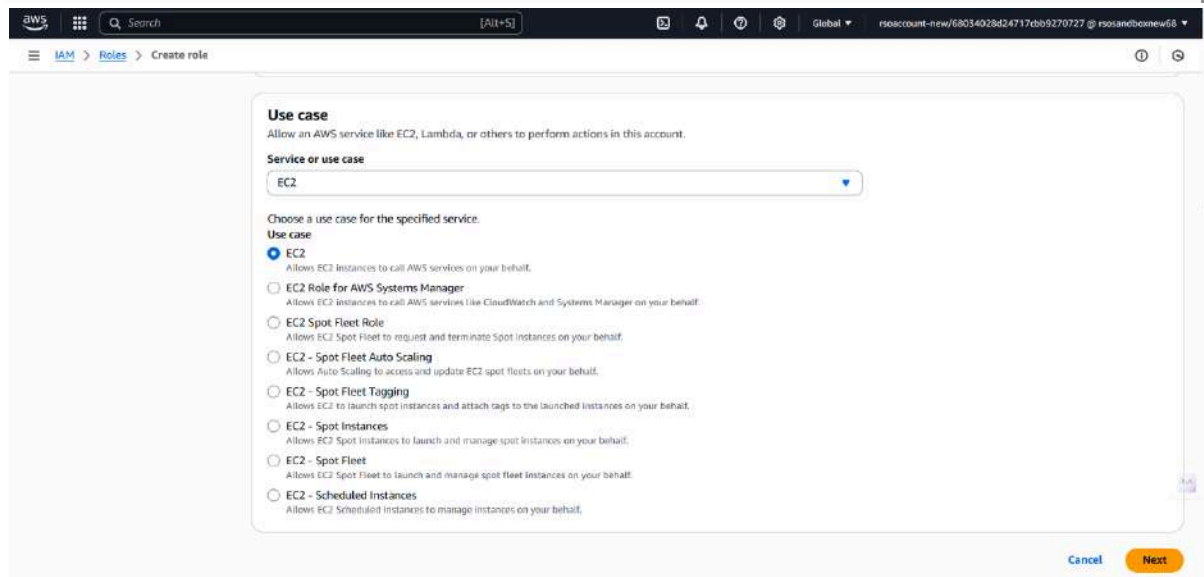 aws
Search [Alt+S] Global rsoaccount-new/68034028d24717cbb9270727 @ rsosandboxnew68
IAM > Roles > Create role
Use case
Allow an AWS service like EC2, Lambda, or others to perform actions in this account.
Service or use case
EC2
Choose a use case for the specified service.
Use case
EC2
Allows EC2 instances to call AWS services on your behalf.
EC2 Role for AWS Systems Manager
Allows EC2 instances to call AWS services like CloudWatch and Systems Manager on your behalf.
EC2 Spot Fleet Role
Allows EC2 Spot Fleet to request and terminate Spot Instances on your behalf.
EC2 - Spot Fleet Auto Scaling
Allows Auto Scaling to access and update EC2 spot fleets on your behalf.
EC2 - Spot Fleet Tagging
Allows EC2 to launch spot instances and attach tags to the launched instances on your behalf.
EC2 - Spot Instances
Allows EC2 Spot Instances to launch and manage spot instances on your behalf.
EC2 - Spot Fleet
Allows EC2 Spot Fleet to launch and manage spot fleet instances on your behalf.
EC2 - Scheduled Instances
Allows EC2 Scheduled Instances to manage instances on your behalf.
Cancel Next